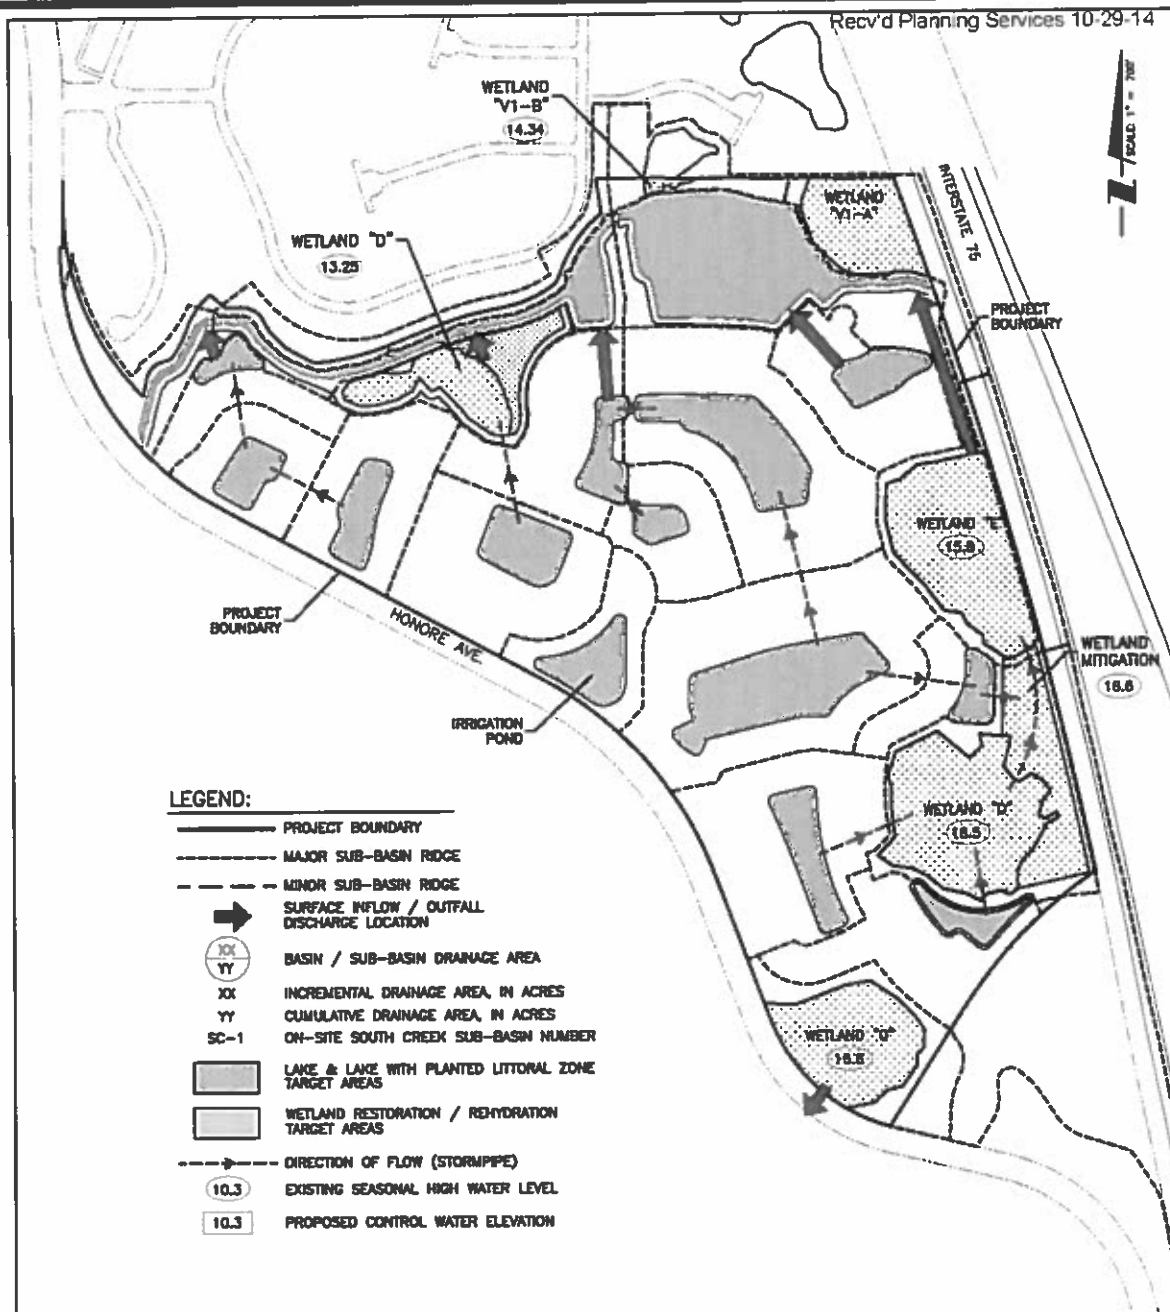 Recv'd Planning Services 10-29-14
SCALE: 1" = 700'
WETLAND
"V1-B"
14.34
WETLAND
"V1-A"
INTERSTATE 75
WETLAND "D"
13.25
PROJECT
BOUNDARY
WETLAND "E"
15.9
PROJECT
BOUNDARY
HONORE AVE.
WETLAND
MITIGATION
16.6
IRRIGATION
POND
WETLAND "D"
16.5
WETLAND "G"
16.8
LEGEND:
PROJECT BOUNDARY
MAJOR SUB-BASIN RIDGE
MINOR SUB-BASIN RIDGE
SURFACE INFLOW / OUTFALL
DISCHARGE LOCATION
XX
YY
BASIN / SUB-BASIN DRAINAGE AREA
XX INCREMENTAL DRAINAGE AREA, IN ACRES
YY CUMULATIVE DRAINAGE AREA, IN ACRES
SC-1 ON-SITE SOUTH CREEK SUB-BASIN NUMBER
LAKE & LAKE WITH PLANTED LITTORAL ZONE
TARGET AREAS
WETLAND RESTORATION / REHYDRATION
TARGET AREAS
DIRECTION OF FLOW (STORMPIPE)
10.3 EXISTING SEASONAL HIGH WATER LEVEL
10.3 PROPOSED CONTROL WATER ELEVATION